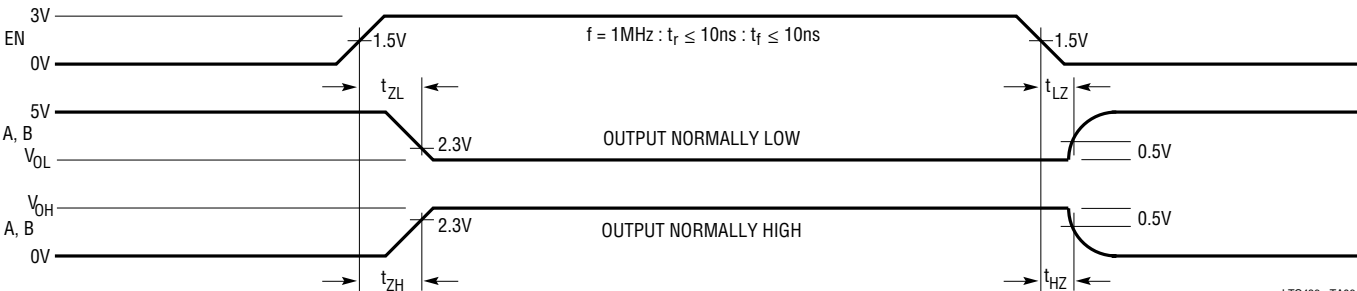 3V
EN
0V
1.5V
f = 1MHz : tr ≤ 10ns : tf ≤ 10ns
1.5V
tZL
tLZ
5V
A, B
VOL
2.3V
OUTPUT NORMALLY LOW
0.5V
VOH
A, B
0V
2.3V
OUTPUT NORMALLY HIGH
0.5V
tZH
tHZ